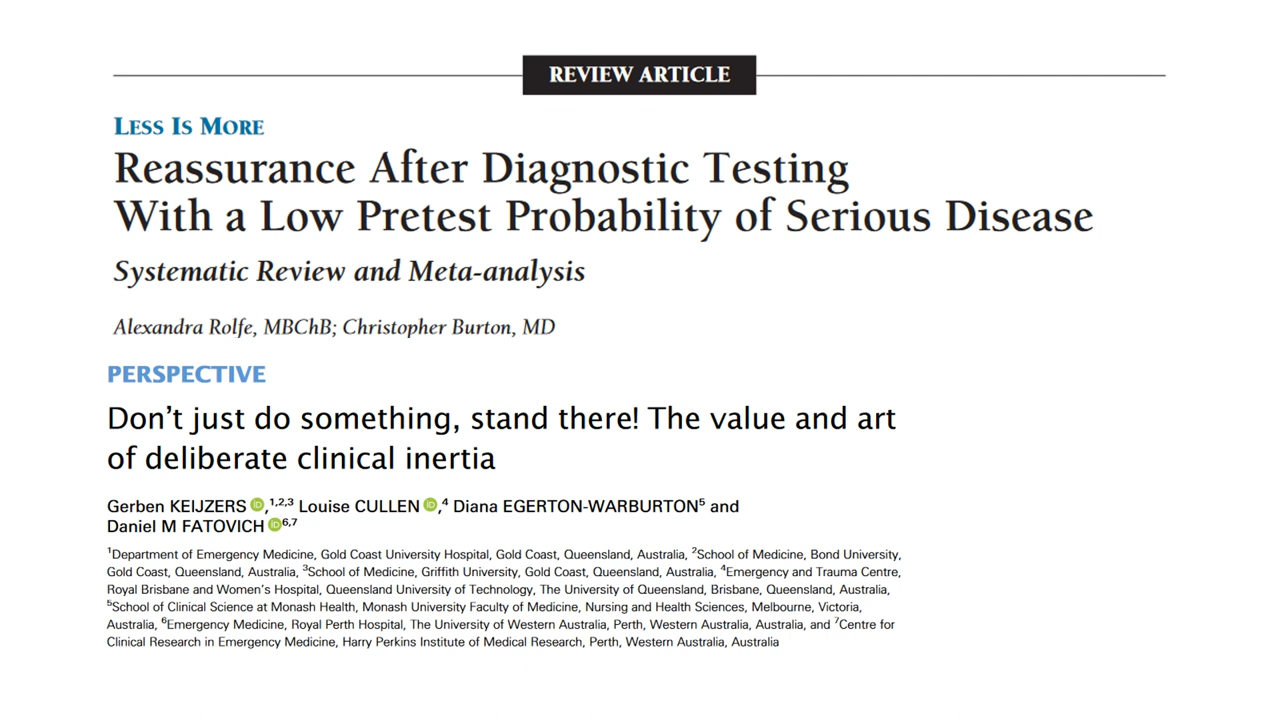 REVIEW ARTICLE
LESS IS MORE
Reassurance After Diagnostic Testing
With a Low Pretest Probability of Serious Disease
Systematic Review and Meta-analysis
Alexandra Rolfe, MBChB; Christopher Burton, MD
PERSPECTIVE
Don't just do something, stand there! The value and art
of deliberate clinical inertia
Gerben KEIJZERS iD,1,2,3 Louise CULLEN iD,4 Diana EGERTON-WARBURTON5 and
Daniel M FATOVICH iD6,7
1Department of Emergency Medicine, Gold Coast University Hospital, Gold Coast, Queensland, Australia, 2School of Medicine, Bond University,
Gold Coast, Queensland, Australia, 3School of Medicine, Griffith University, Gold Coast, Queensland, Australia, 4Emergency and Trauma Centre,
Royal Brisbane and Women's Hospital, Queensland University of Technology, The University of Queensland, Brisbane, Queensland, Australia,
5School of Clinical Science at Monash Health, Monash University Faculty of Medicine, Nursing and Health Sciences, Melbourne, Victoria,
Australia, 6Emergency Medicine, Royal Perth Hospital, The University of Western Australia, Perth, Western Australia, Australia, and 7Centre for
Clinical Research in Emergency Medicine, Harry Perkins Institute of Medical Research, Perth, Western Australia, Australia